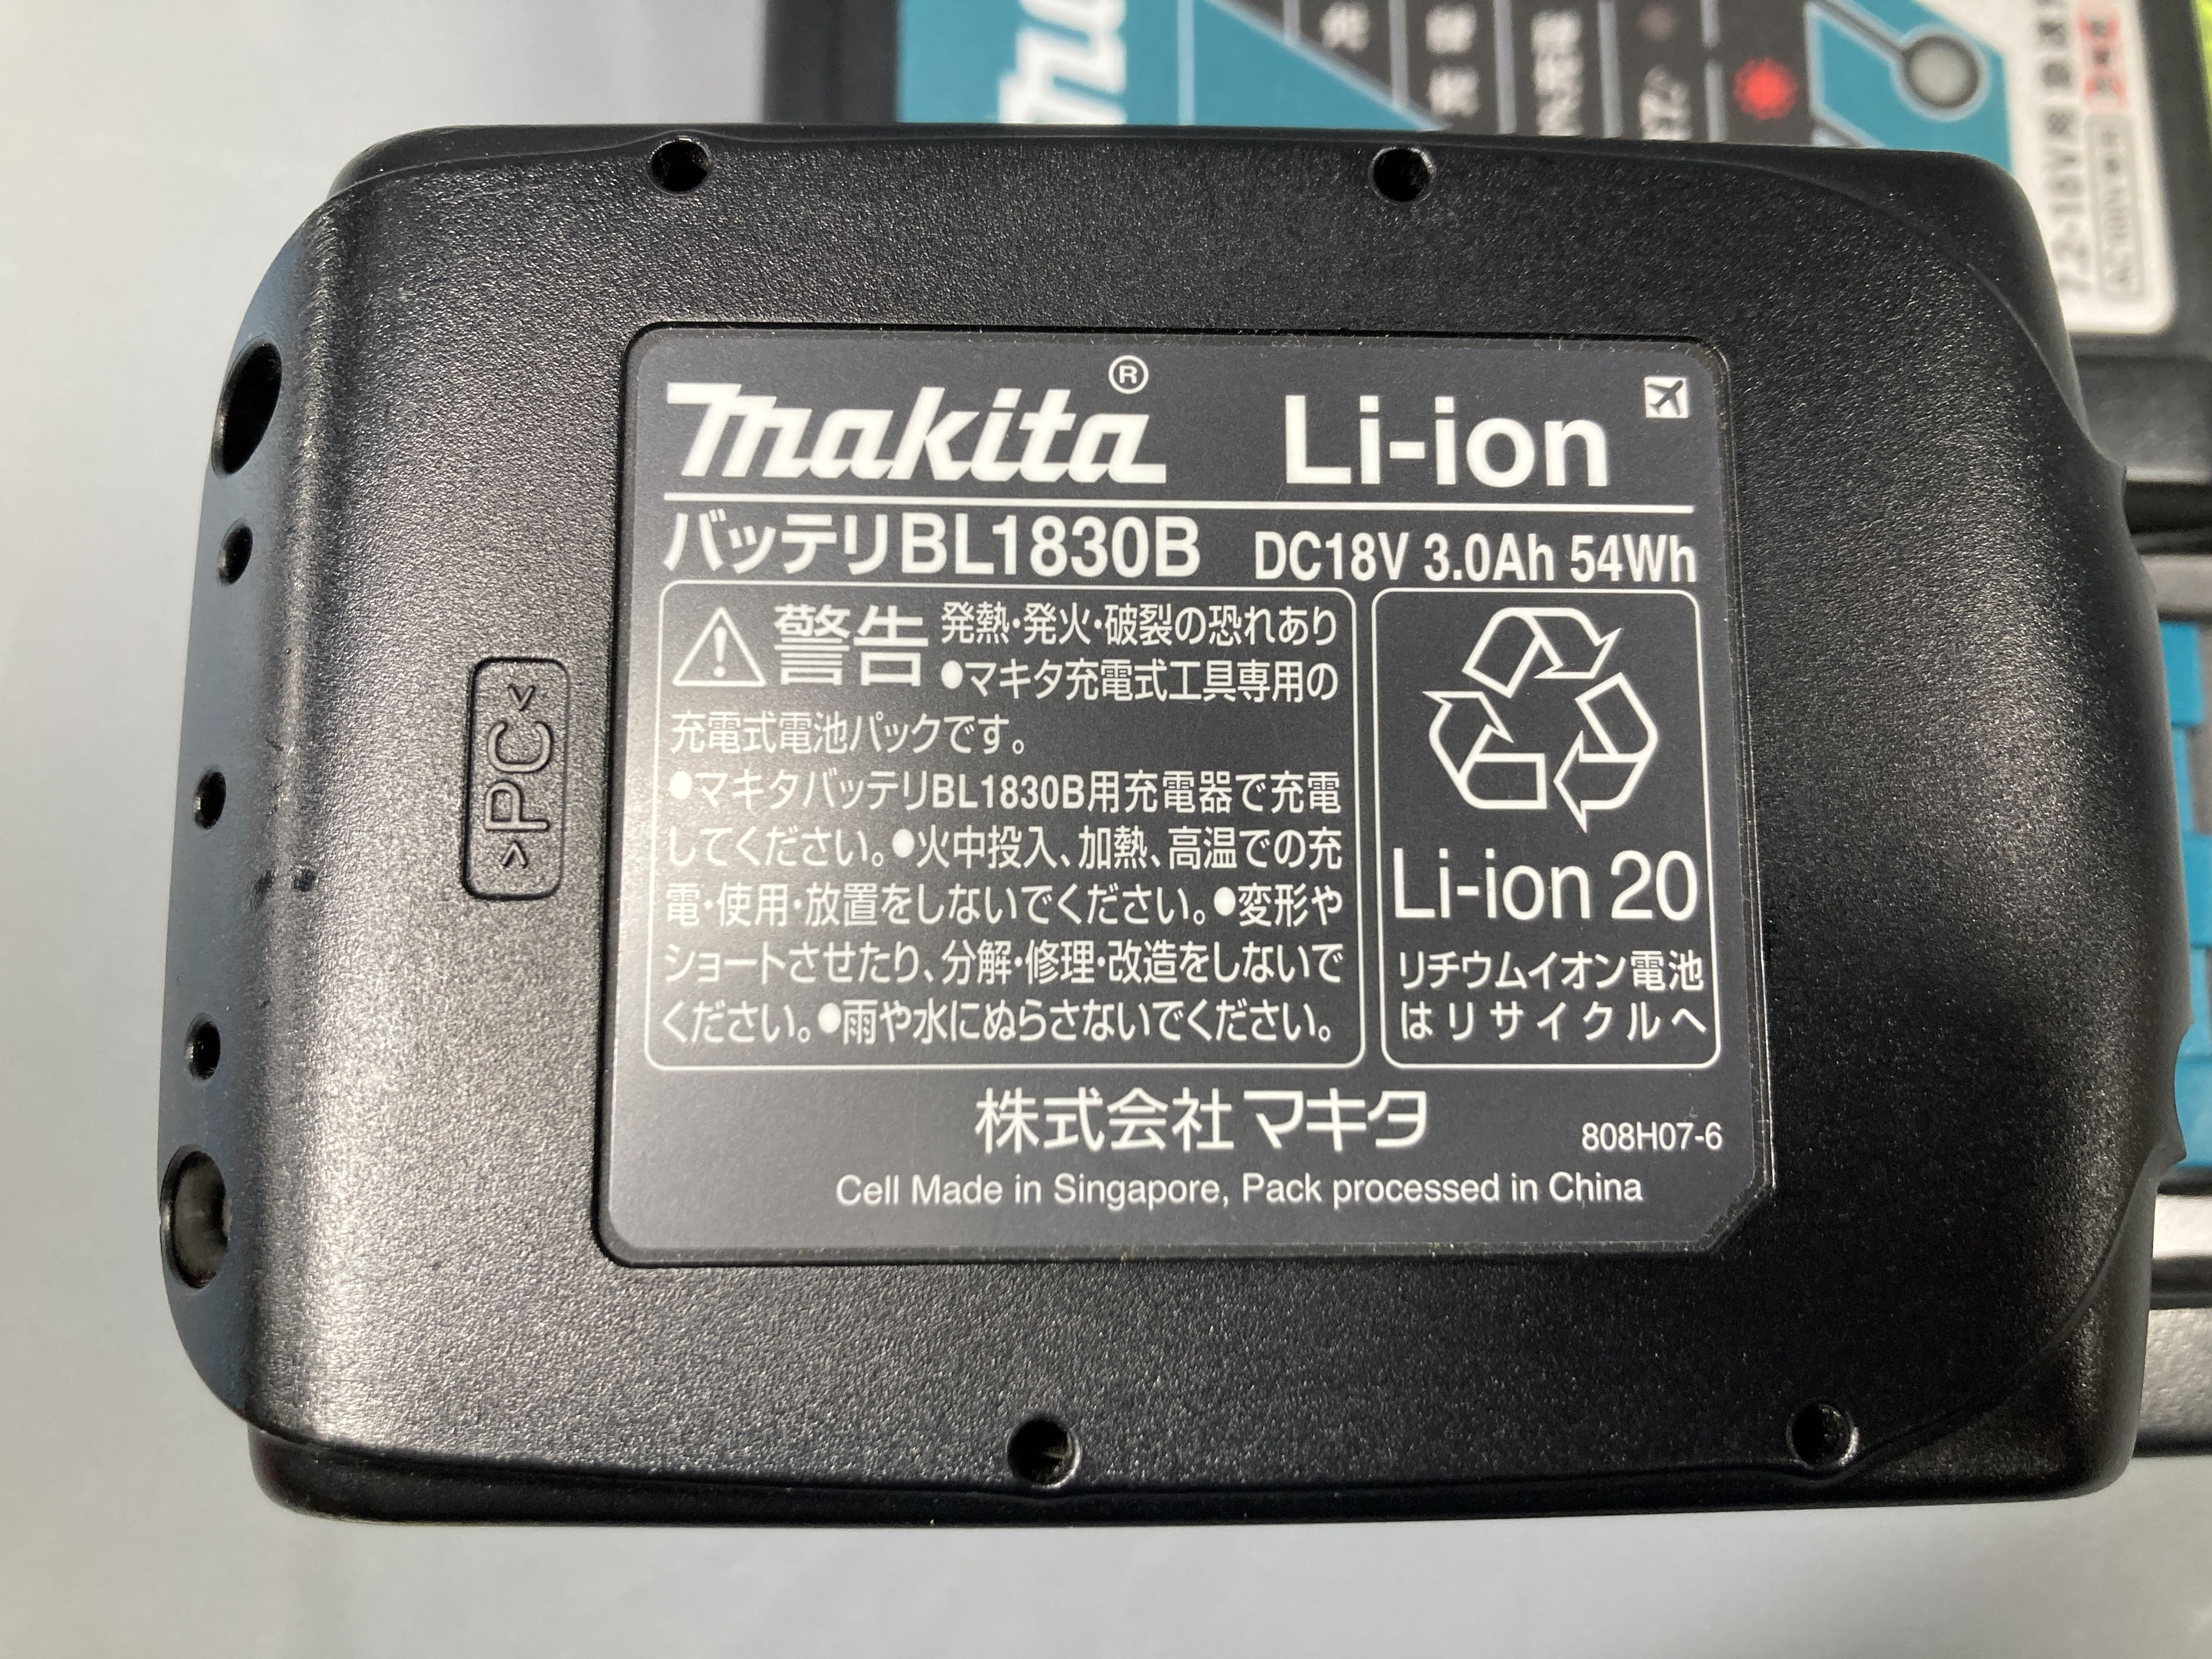 makita®
Li-ion
バッテリBL1830B DC18V 3.0Ah 54Wh
警告 発熱・発火・破裂の恐れあり
●マキタ充電式工具専用の
充電式電池パックです。
●マキタバッテリBL1830B用充電器で充電
してください。●火中投入、加熱、高温での充
電・使用・放置をしないでください。●変形や
ショートさせたり、分解・修理・改造をしないで
ください。●雨や水にぬらさないでください。
Li-ion 20
リチウムイオン電池
はリサイクルへ
株式会社マキタ
808H07-6
Cell Made in Singapore, Pack processed in China
>PC<
7.2-18V用
AC100V